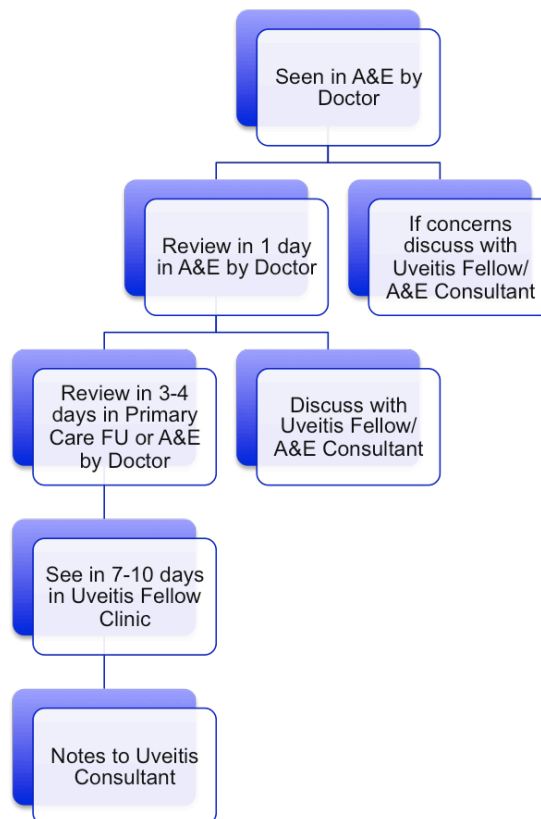 Seen in A&E by
Doctor
Review in 1 day
in A&E by Doctor
If concerns
discuss with
Uveitis Fellow/
A&E Consultant
Review in 3-4
days in Primary
Care FU or A&E
by Doctor
Discuss with
Uveitis Fellow/
A&E Consultant
See in 7-10 days
in Uveitis Fellow
Clinic
Notes to Uveitis
Consultant